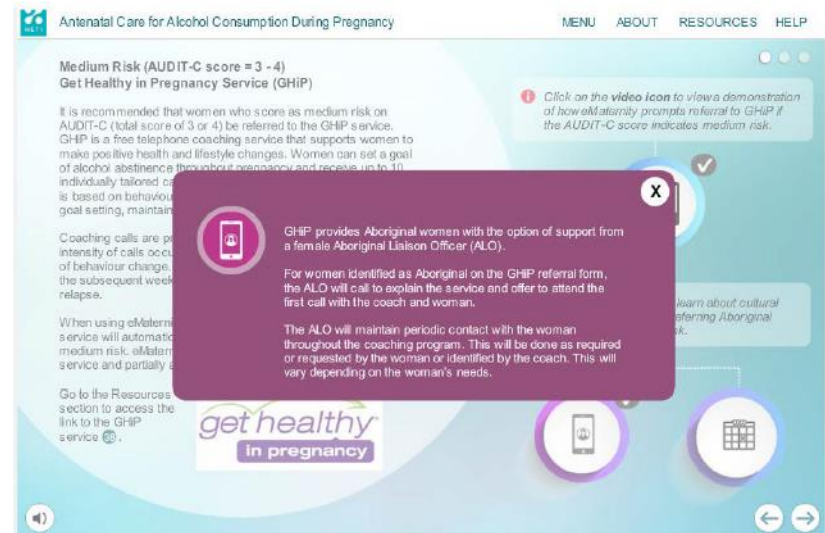 HETI
Antenatal Care for Alcohol Consumption During Pregnancy
MENU ABOUT RESOURCES HELP
Medium Risk (AUDIT-C score = 3 - 4)
Get Healthy in Pregnancy Service (GHiP)
It is recommended that women who score as medium risk on
AUDIT-C (total score of 3 or 4) be referred to the GHiP service.
GHiP is a free telephone coaching service that supports women to
make positive health and lifestyle changes. Women can set a goal
of alcohol abstinence throughout pregnancy and receive up to 10
individually tailored
is based on
goal setting,
Coaching calls are
intensity of calls
of behaviour change.
the subsequent week
relapse.
When using
service will
medium risk.
service and partially
Go to the Resources
section to access the
link to the GHiP
service
get healthy
in pregnancy
Click on the video icon to view a demonstration
of how eMaternity prompts referral to GHiP if
the AUDIT-C score indicates medium risk.
X
GHiP provides Aboriginal women with the option of support from
a female Aboriginal Liaison Officer (ALO).
For women identified as Aboriginal on the GHiP referral form,
the ALO will call to explain the service and offer to attend the
first call with the coach and woman.
The ALO will maintain periodic contact with the woman
throughout the coaching program. This will be done as required
or requested by the woman or identified by the coach. This will
vary depending on the woman's needs.
learn about cultural
Aboriginal